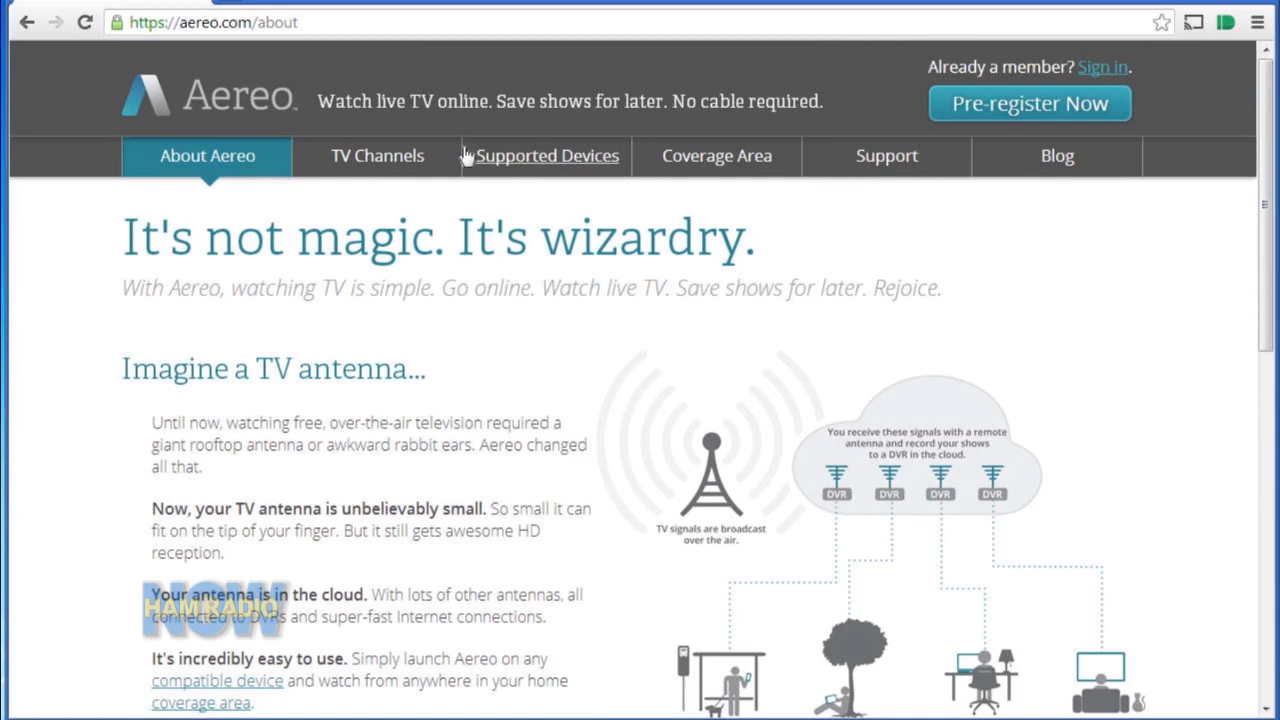 https://aereo.com/about
Already a member? Sign in.
Aereo
Watch live TV online. Save shows for later. No cable required.
Pre-register Now
About Aereo
TV Channels
Supported Devices
Coverage Area
Support
Blog
It's not magic. It's wizardry.
With Aereo, watching TV is simple. Go online. Watch live TV. Save shows for later. Rejoice.
Imagine a TV antenna...
Until now, watching free, over-the-air television required a
giant rooftop antenna or awkward rabbit ears. Aereo changed
all that.
Now, your TV antenna is unbelievably small. So small it can
fit on the tip of your finger. But it still gets awesome HD
reception.
Your antenna is in the cloud. With lots of other antennas, all
connected to DVRs and super-fast Internet connections.
It's incredibly easy to use. Simply launch Aereo on any
compatible device and watch from anywhere in your home
coverage area.
TV signals are broadcast
over the air.
You receive these signals with a remote
antenna and record your shows
to a DVR in the cloud.
DVR DVR DVR DVR
HAM RADIO
NOW